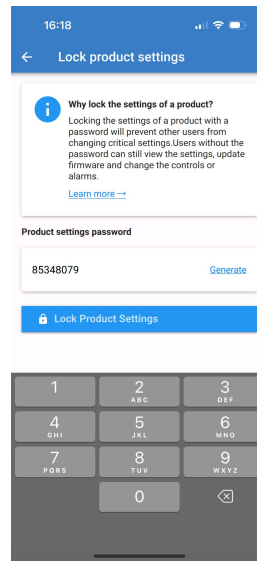 16:18
Lock product settings
Why lock the settings of a product?
Locking the settings of a product with a
password will prevent other users from
changing critical settings.Users without the
password can still view the settings, update
firmware and change the controls or
alarms.
Learn more →
Product settings password
85348079 Generate
Lock Product Settings
1 2 3
ABC DEF
4 5 6
GHI JKL MNO
7 8 9
PQRS TUV WXYZ
0